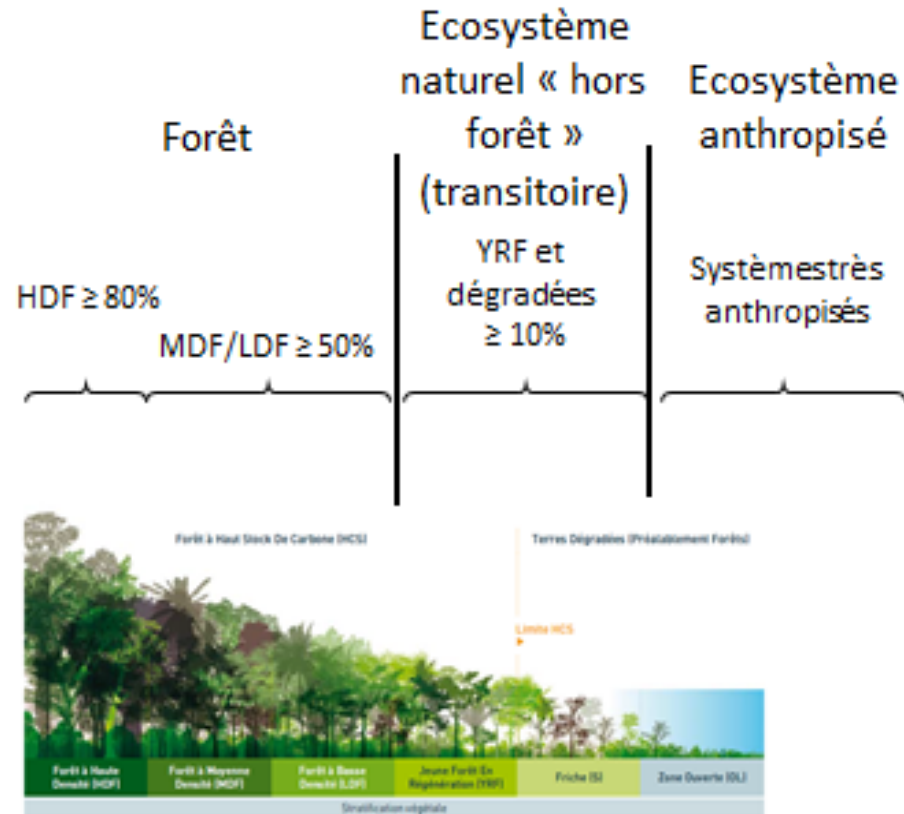 Forêt
Ecosystème
naturel « hors
forêt »
(transitoire)
Ecosystème
anthropisé
HDF ≥ 80%
MDF/LDF ≥ 50%
YRF et
dégradées
≥ 10%
Systèmestrès
anthropisés
Forêt à Haut Stock De Carbone (HCS)
Terres Dégradées (Préalablement Forêts)
Limite HCS
Forêt à Haute
Densité (HDF)
Forêt à Moyenne
Densité (MDF)
Forêt à Basse
Densité (LDF)
Jeune Forêt En
Régénération (YRF)
Friche (S)
Zone Ouverte (OL)
Stratification végétale